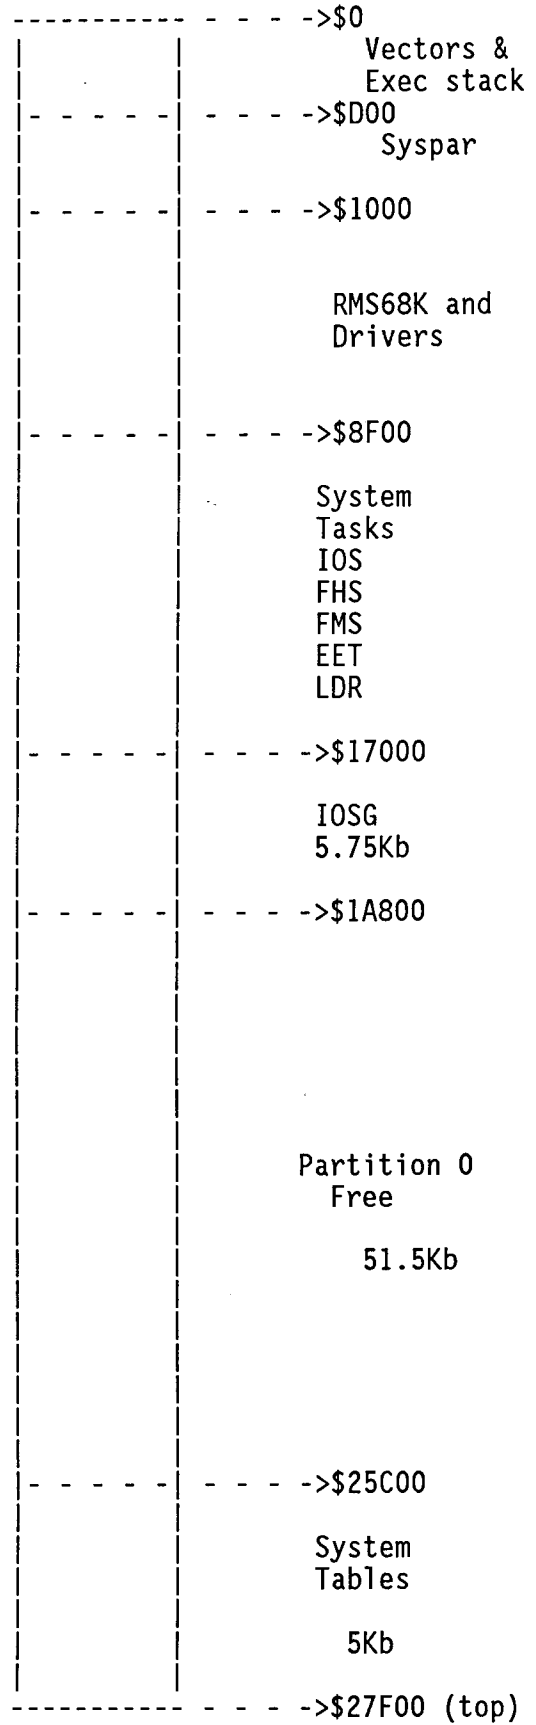 ----------- - - - ->$0
Vectors &
Exec stack
- - - - - - - - - ->$D00
Syspar
- - - - - - - - - ->$1000
RMS68K and
Drivers
- - - - - - - - - ->$8F00
System
Tasks
IOS
FHS
FMS
EET
LDR
- - - - - - - - - ->$17000
IOSG
5.75Kb
- - - - - - - - - ->$1A800
Partition 0
Free
51.5Kb
- - - - - - - - - ->$25C00
System
Tables
5Kb
----------- - - - ->$27F00 (top)